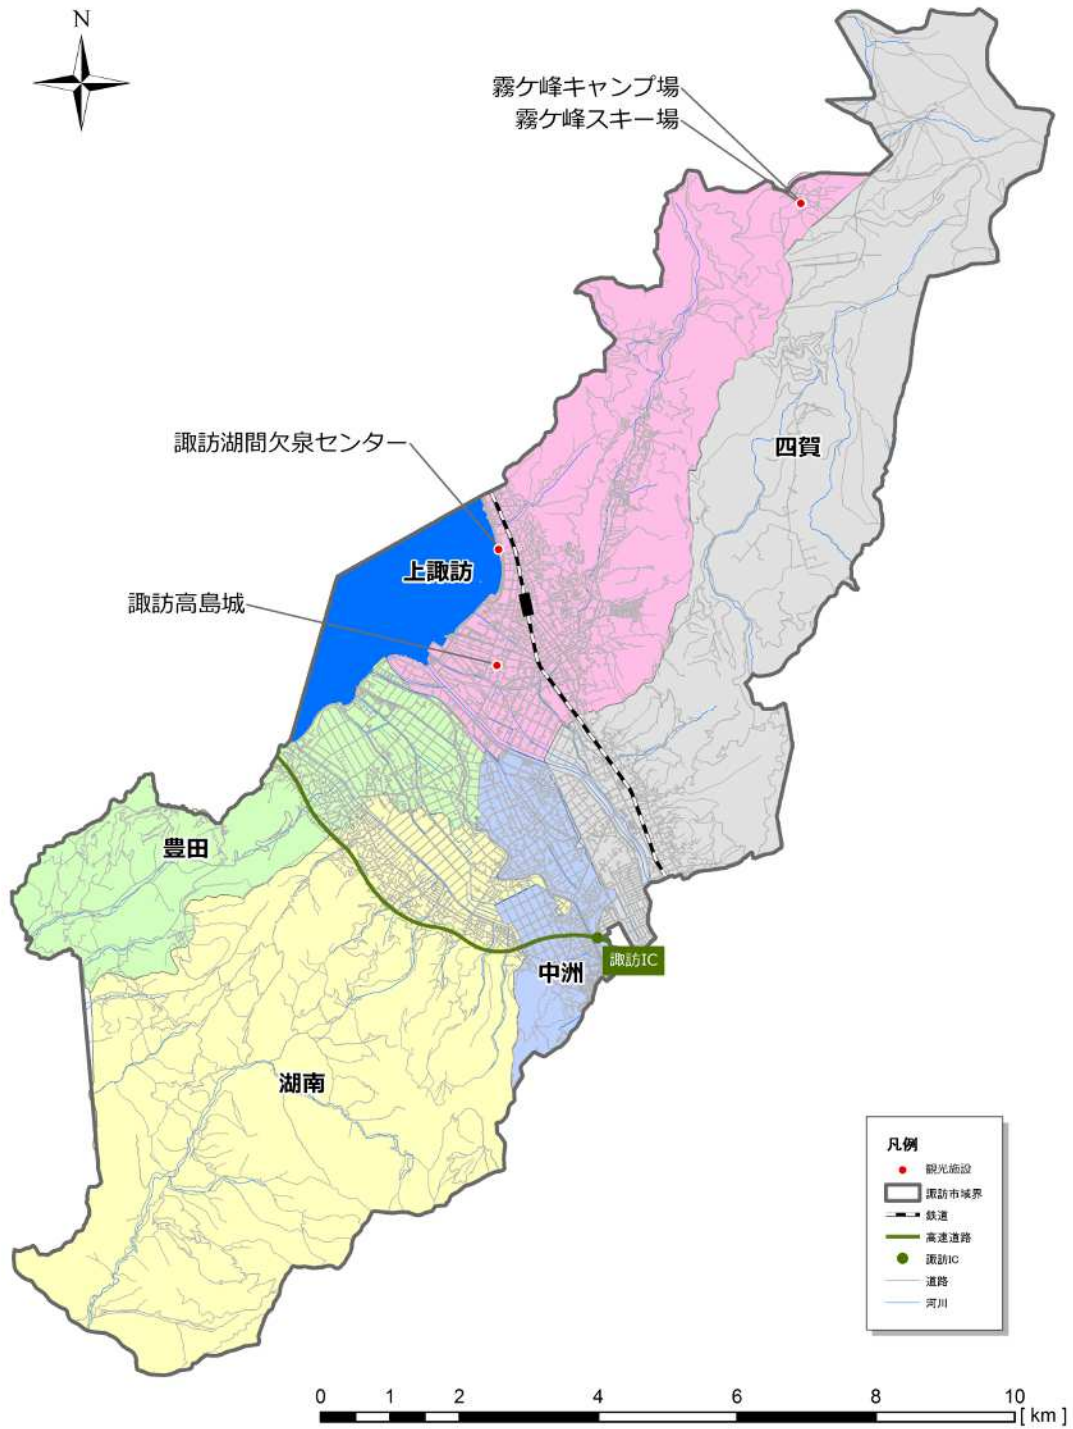 N
霧ケ峰キャンプ場
霧ケ峰スキー場
四賀
諏訪湖間欠泉センター
上諏訪
諏訪高島城
豊田
諏訪IC
中洲
湖南
凡例
観光施設
諏訪市域界
鉄道
高速道路
諏訪IC
道路
河川
0 1 2 4 6 8 10
[ km ]